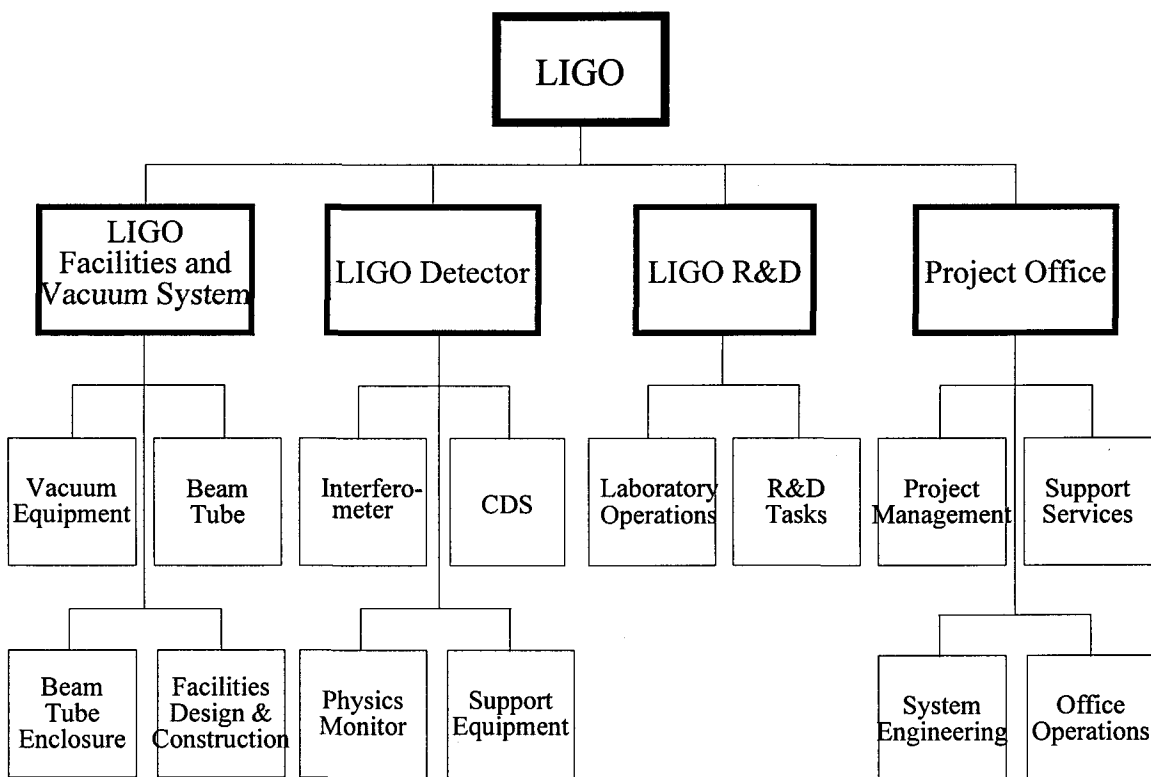 LIGO
LIGO
Facilities and
Vacuum System
LIGO Detector
LIGO R&D
Project Office
Vacuum
Equipment
Beam
Tube
Interfero-
meter
CDS
Laboratory
Operations
R&D
Tasks
Project
Management
Support
Services
Beam
Tube
Enclosure
Facilities
Design &
Construction
Physics
Monitor
Support
Equipment
System
Engineering
Office
Operations